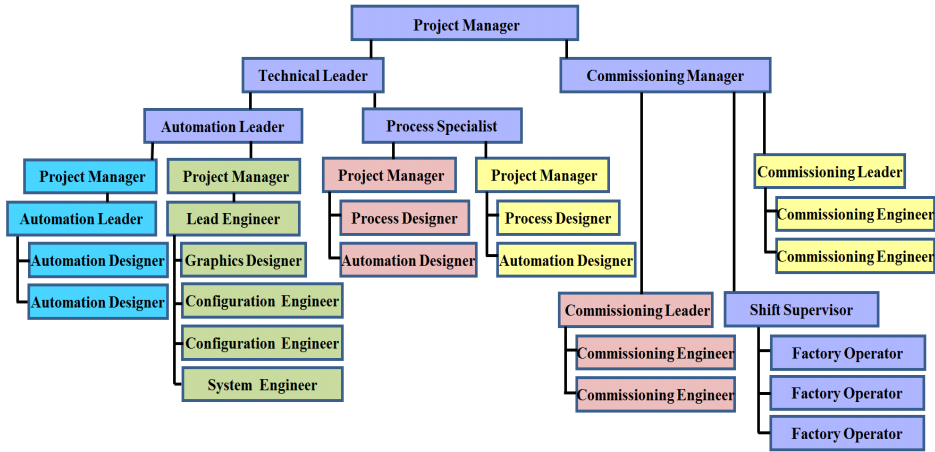 Project Manager
Technical Leader
Commissioning Manager
Automation Leader
Process Specialist
Project Manager
Project Manager
Project Manager
Project Manager
Commissioning Leader
Automation Leader
Lead Engineer
Process Designer
Process Designer
Commissioning Engineer
Automation Designer
Graphics Designer
Automation Designer
Automation Designer
Commissioning Engineer
Automation Designer
Configuration Engineer
Commissioning Leader
Shift Supervisor
Configuration Engineer
Commissioning Engineer
Factory Operator
System Engineer
Commissioning Engineer
Factory Operator
Factory Operator